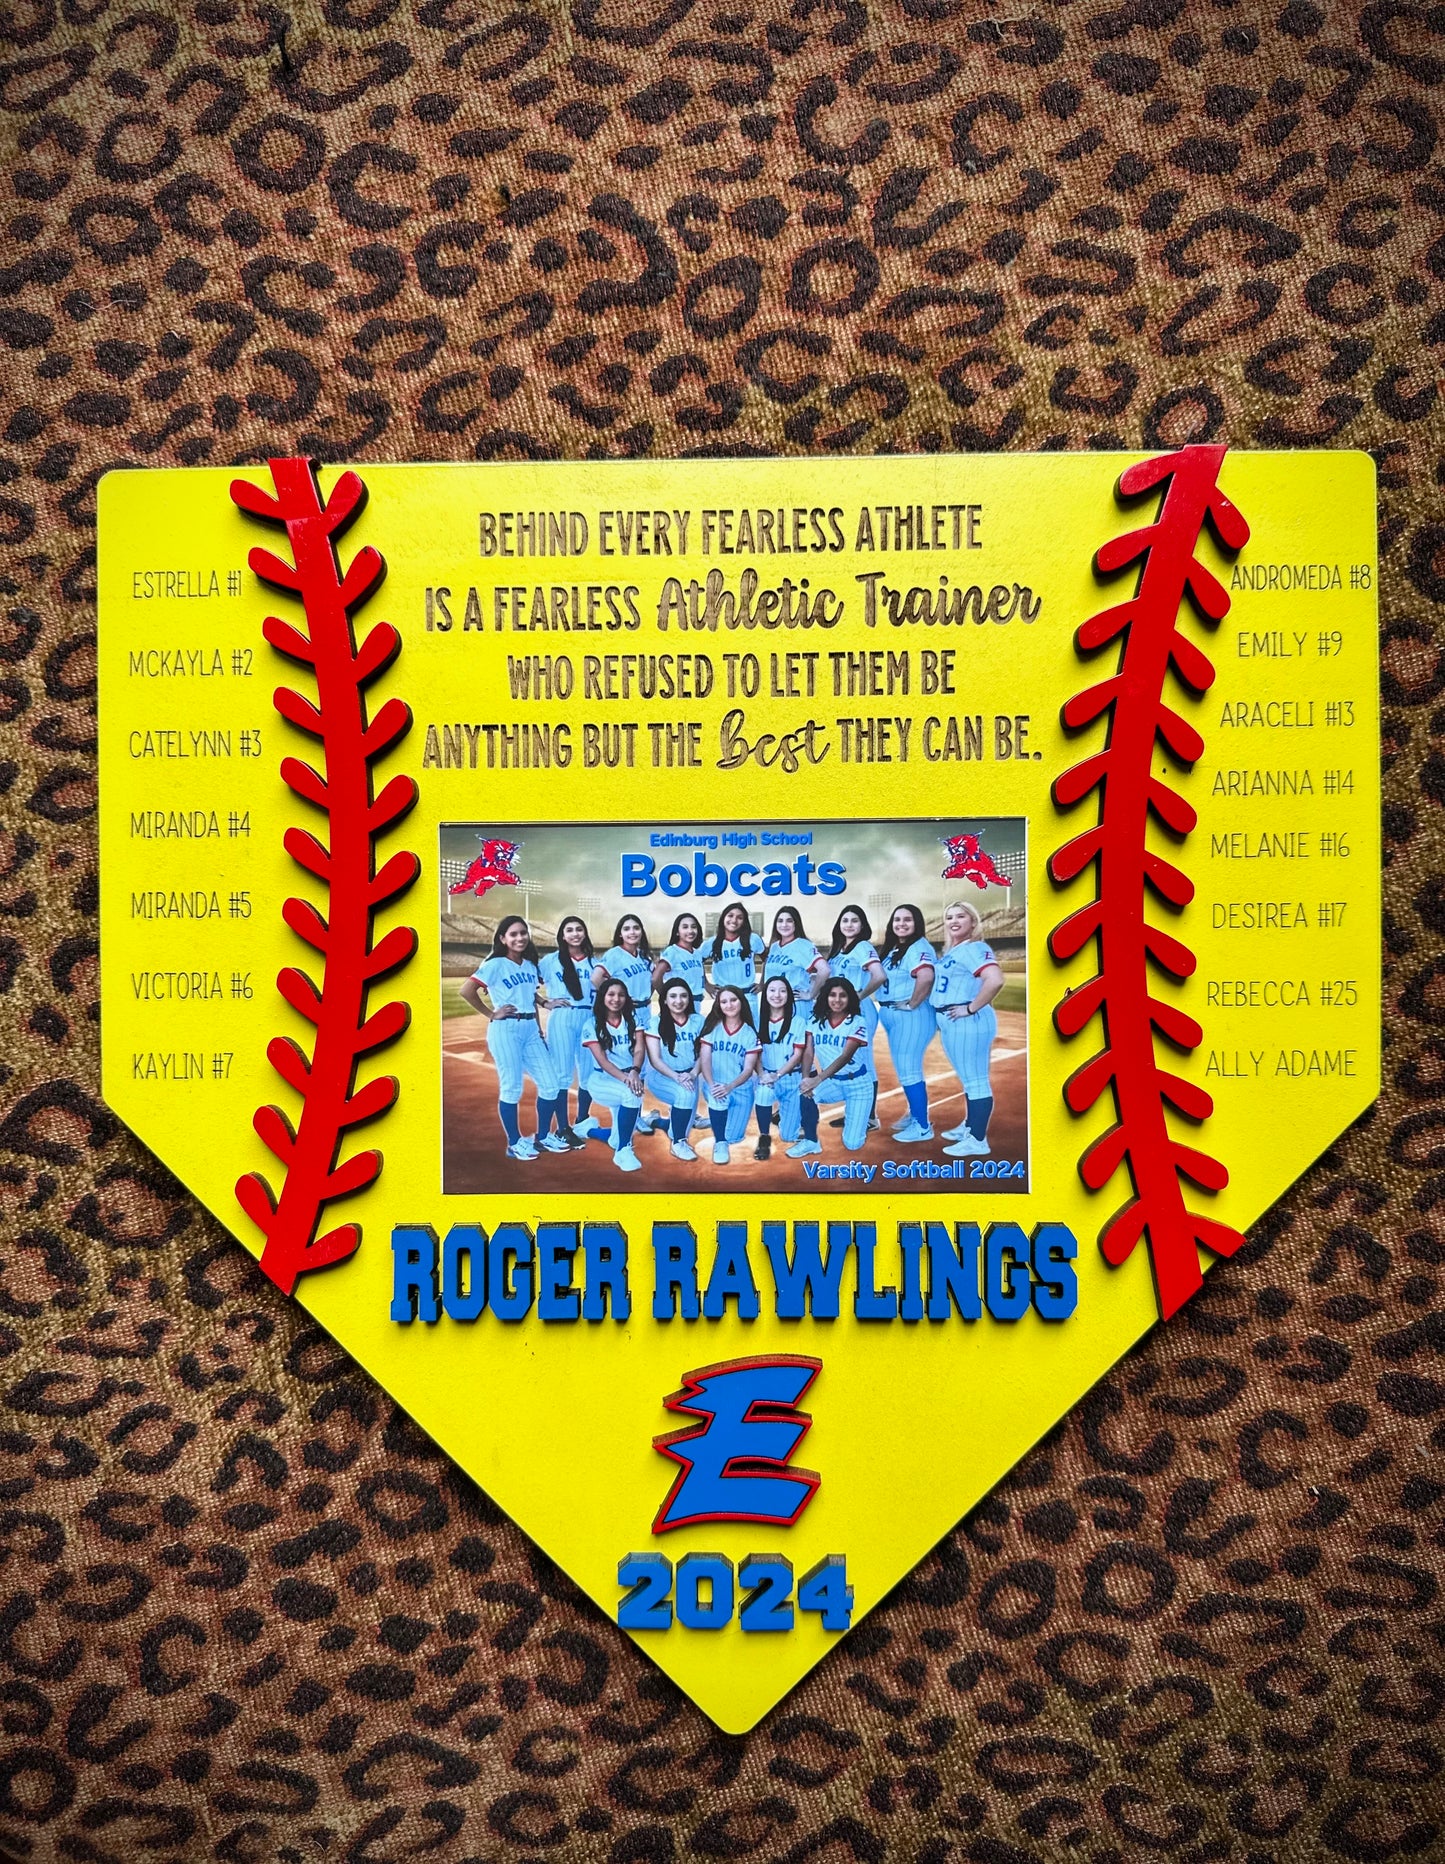 BEHIND EVERY FEARLESS ATHLETE
IS A FEARLESS Athletic Trainer
WHO REFUSED TO LET THEM BE
ANYTHING BUT THE Best THEY CAN BE.
ESTRELLA #1
MCKAYLA #2
CATELYNN #3
MIRANDA #4
MIRANDA #5
VICTORIA #6
KAYLIN #7
ANDROMEDA #8
EMILY #9
ARACELI #13
ARIANNA #14
MELANIE #16
DESIREA #17
REBECCA #25
ALLY ADAME
Edinburg High School
Bobcats
Varsity Softball 2024
ROGER RAWLINGS
E
2024